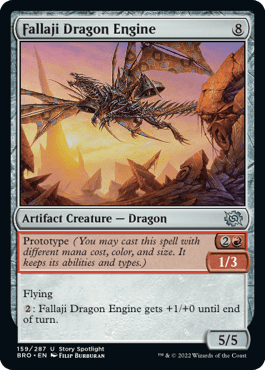 Fallaji Dragon Engine 8
Artifact Creature — Dragon
Prototype (You may cast this spell with 2R
different mana cost, color, and size. It
keeps its abilities and types.) 1/3
Flying
2: Fallaji Dragon Engine gets +1/+0 until end
of turn.
5/5
159/287 U Story Spotlight
BRO • EN Filip Burburan ™ & © 2022 Wizards of the Coast